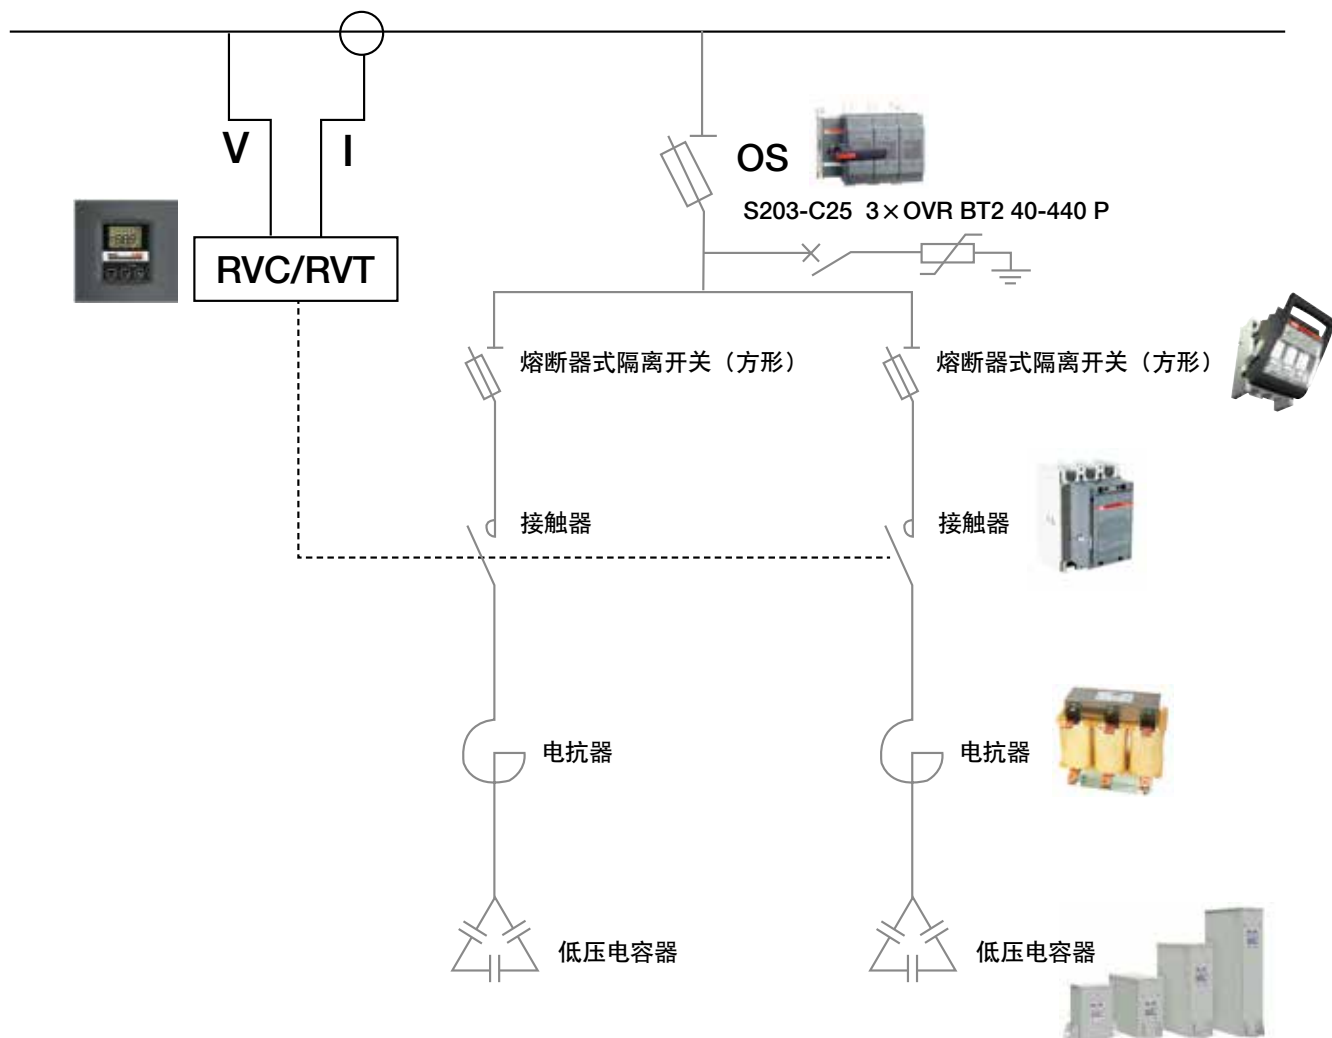 V
I
OS
S203-C25 3×OVR BT2 40-440 P
RVC/RVT
熔断器式隔离开关（方形）
熔断器式隔离开关（方形）
接触器
接触器
电抗器
电抗器
低压电容器
低压电容器